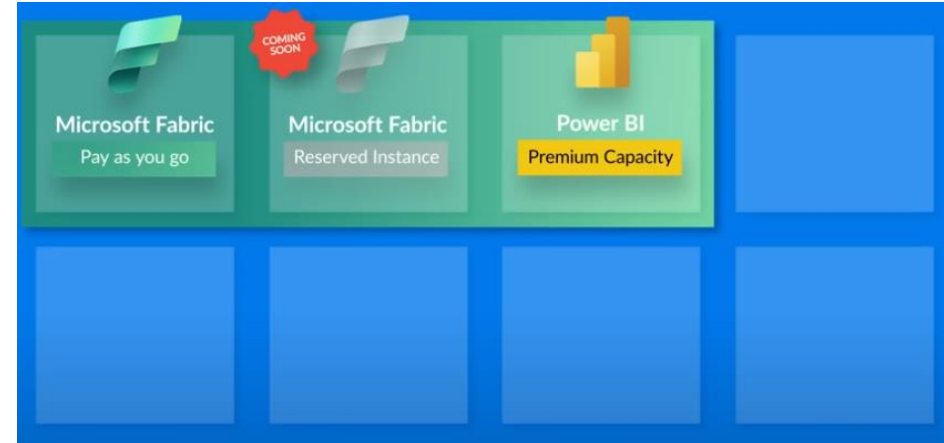 COMING
SOON
Microsoft Fabric
Pay as you go
Microsoft Fabric
Reserved Instance
Power BI
Premium Capacity